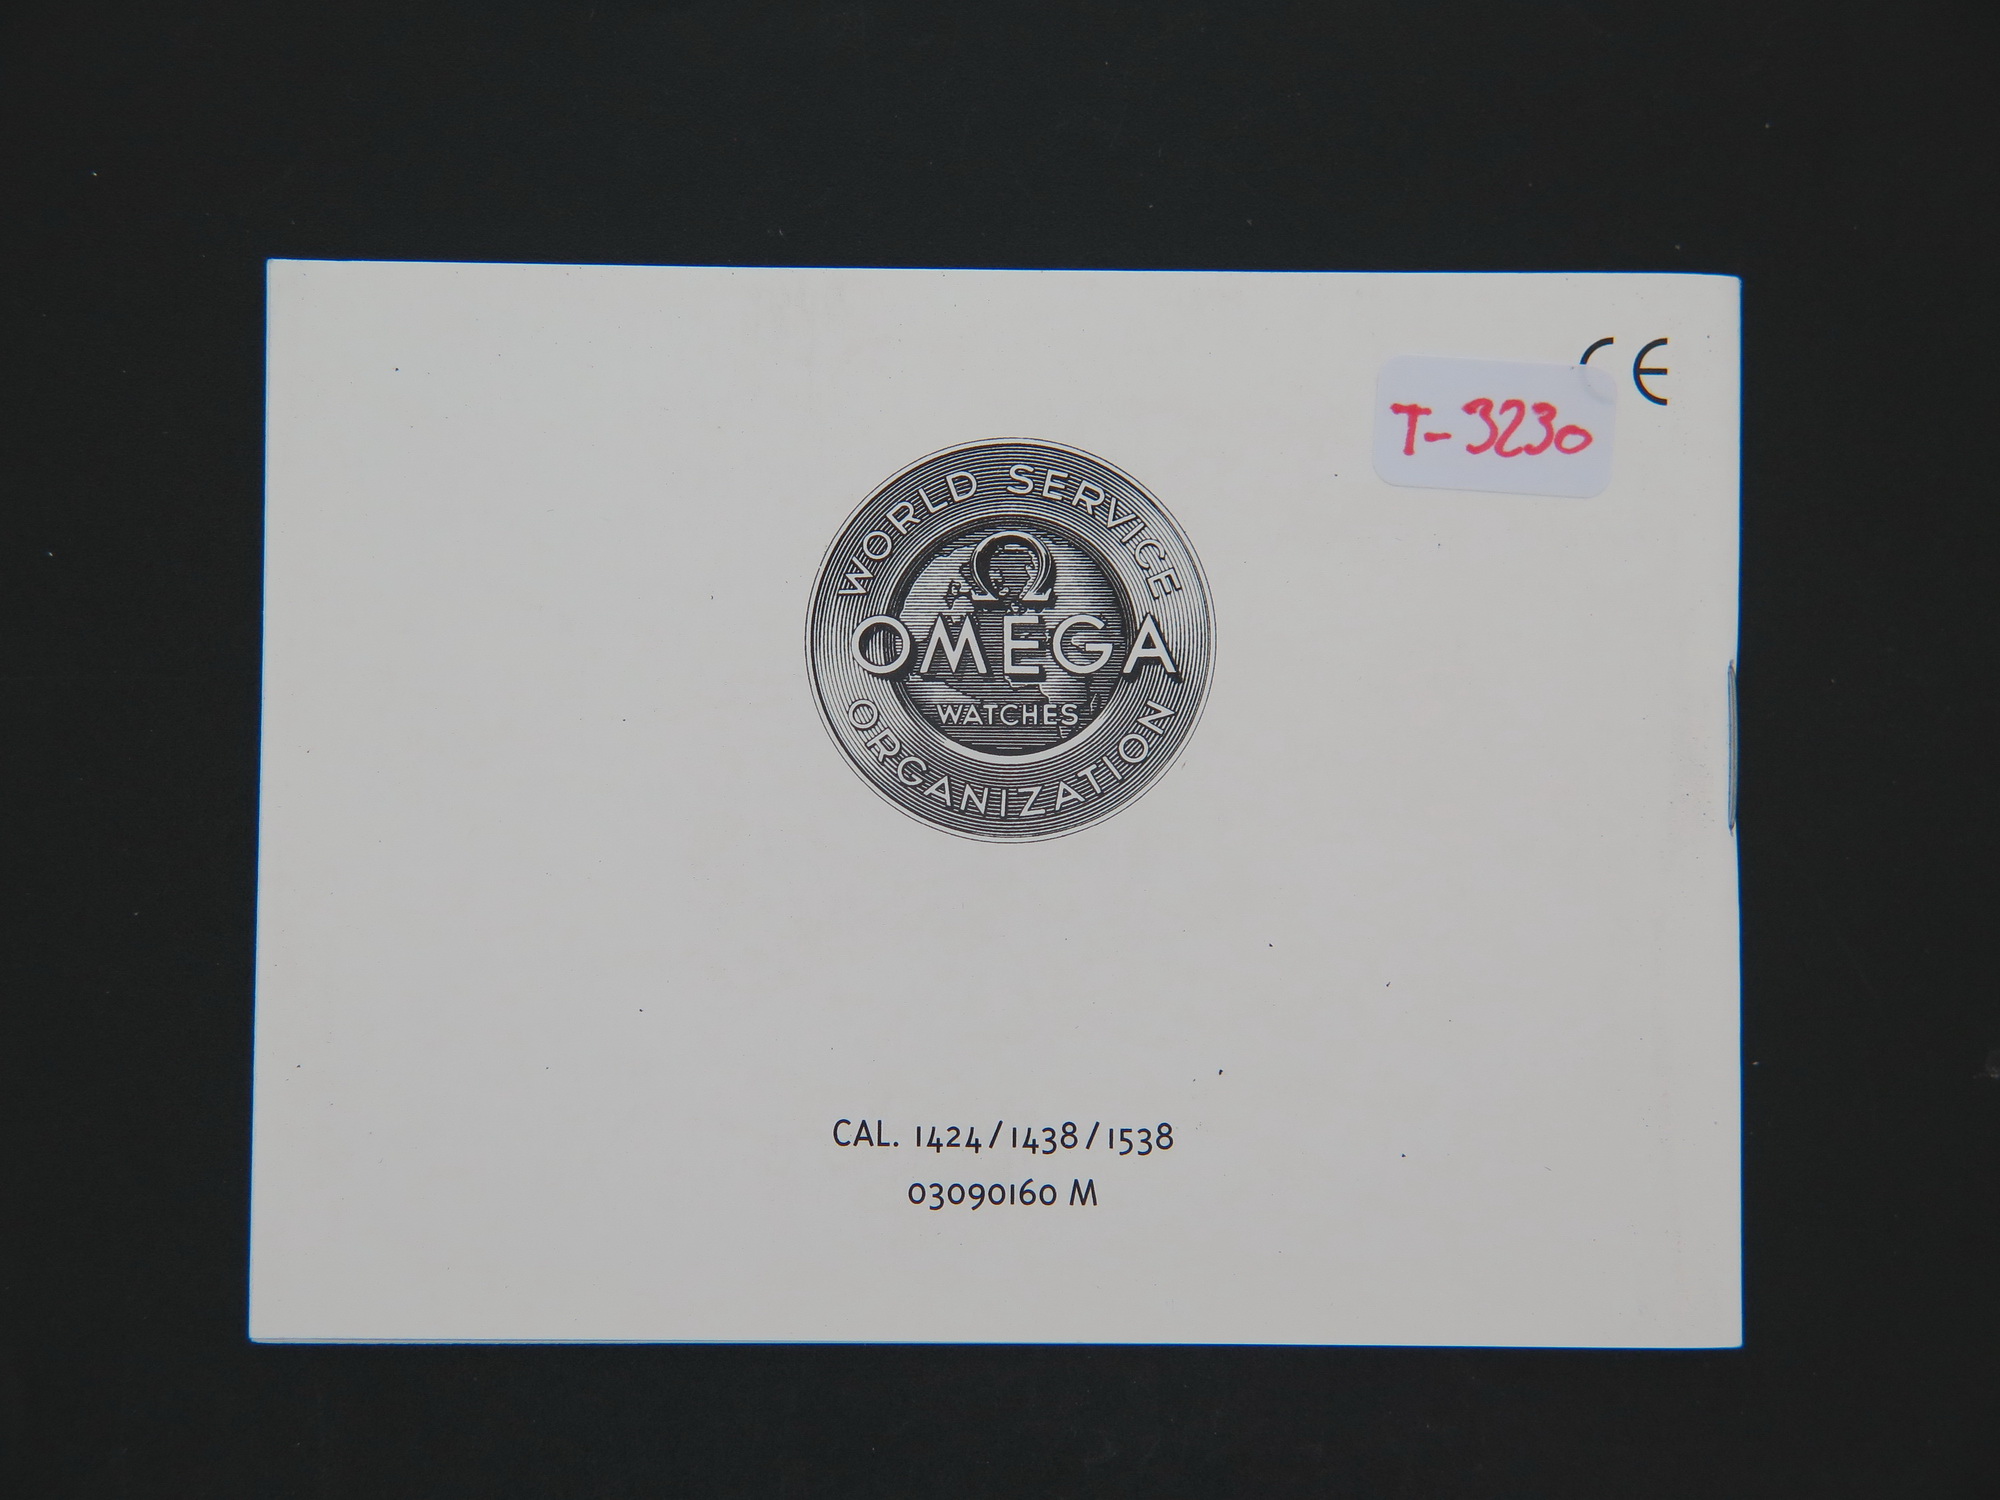 CE
T-3230
WORLD SERVICE
Ω
OMEGA
WATCHES
ORGANIZATION
CAL. 1424/1438/1538
03090160 M